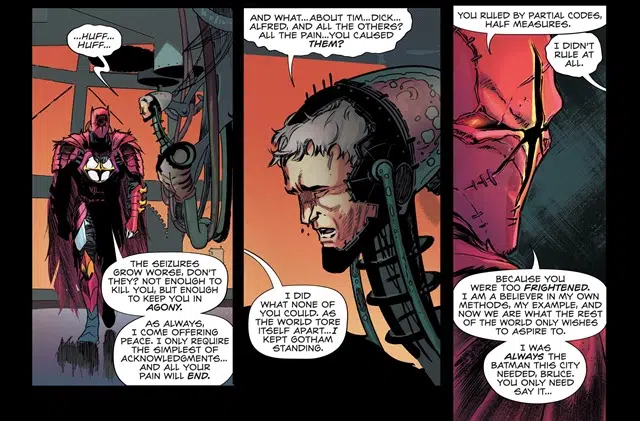 ...HUFF...
HUFF...
THE SEIZURES
GROW WORSE, DON'T
THEY? NOT ENOUGH TO
KILL YOU, BUT ENOUGH
TO KEEP YOU IN
AGONY.
AS ALWAYS,
I COME OFFERING
PEACE. I ONLY REQUIRE
THE SIMPLEST OF
ACKNOWLEDGMENTS...
AND ALL YOUR
PAIN WILL END.
AND WHAT...ABOUT TIM...DICK...
ALFRED, AND ALL THE OTHERS?
ALL THE PAIN...YOU CAUSED
THEM?
I DID
WHAT NONE OF
YOU COULD. AS
THE WORLD TORE
ITSELF APART...I
KEPT GOTHAM
STANDING.
YOU RULED BY PARTIAL CODES,
HALF MEASURES.
I DIDN'T
RULE AT
ALL.
BECAUSE YOU
WERE TOO FRIGHTENED.
I AM A BELIEVER IN MY OWN
METHODS, MY EXAMPLE, AND
NOW WE ARE WHAT THE REST
OF THE WORLD ONLY WISHES
TO ASPIRE TO.
I WAS
ALWAYS THE
BATMAN THIS CITY
NEEDED, BRUCE.
YOU ONLY NEED
SAY IT...